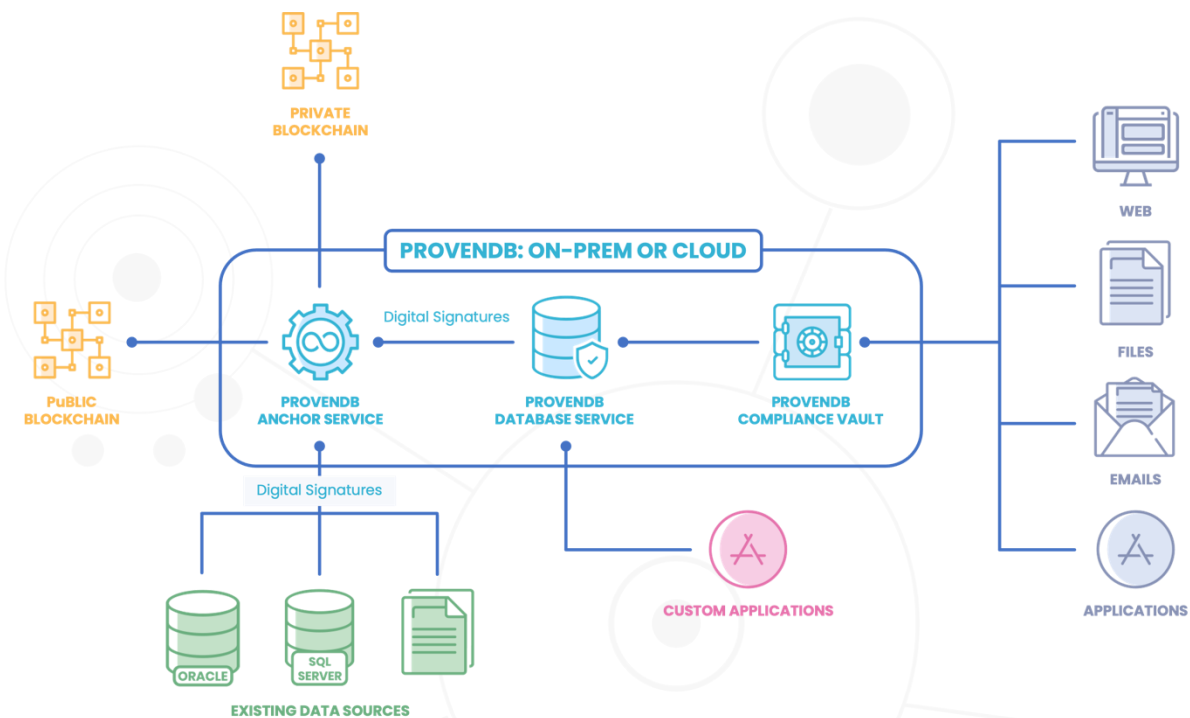 PRIVATE
BLOCKCHAIN
WEB
PROVENDB: ON-PREM OR CLOUD
Digital Signatures
FILES
PuBLIC
BLOCKCHAIN
PROVENDB
ANCHOR SERVICE
PROVENDB
DATABASE SERVICE
PROVENDB
COMPLIANCE VAULT
EMAILS
Digital Signatures
CUSTOM APPLICATIONS
APPLICATIONS
ORACLE
SQL
SERVER
EXISTING DATA SOURCES